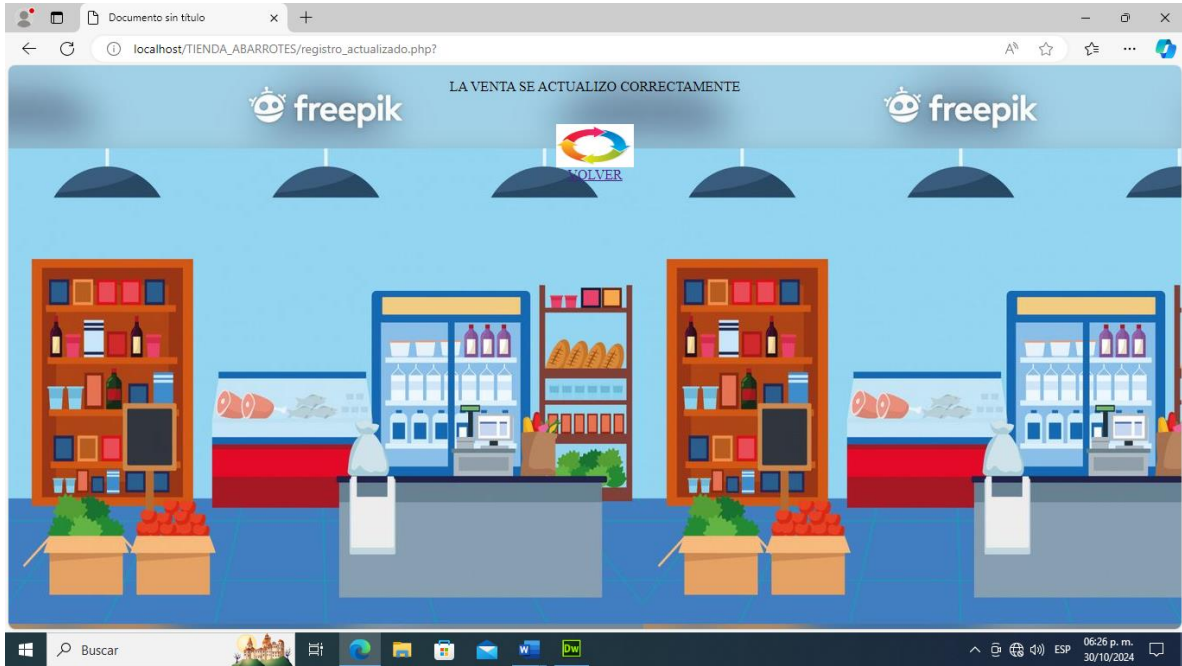 Documento sin título
localhost/TIENDA_ABARROTES/registro_actualizado.php?
freepik
LA VENTA SE ACTUALIZO CORRECTAMENTE
freepik
VOLVER
Buscar
W
Dw
ESP
06:26 p. m.
30/10/2024